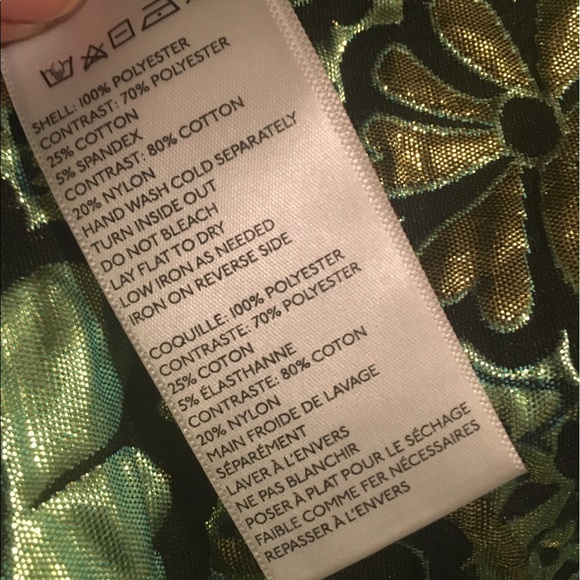 SHELL: 100% POLYESTER
CONTRAST: 70% POLYESTER
25% COTTON
5% SPANDEX
CONTRAST: 80% COTTON
20% NYLON
HAND WASH COLD SEPARATELY
TURN INSIDE OUT
DO NOT BLEACH
LAY FLAT TO DRY
LOW IRON AS NEEDED
IRON ON REVERSE SIDE
COQUILLE: 100% POLYESTER
CONTRASTE: 70% POLYESTER
25% COTON
5% ÉLASTHANNE
CONTRASTE: 80% COTON
20% NYLON
MAIN FROIDE DE LAVAGE
SÉPARÉMENT
LAVER À L'ENVERS
NE PAS BLANCHIR
POSER À PLAT POUR LE SÉCHAGE
FAIBLE COMME FER NÉCESSAIRES
REPASSER À L'ENVERS